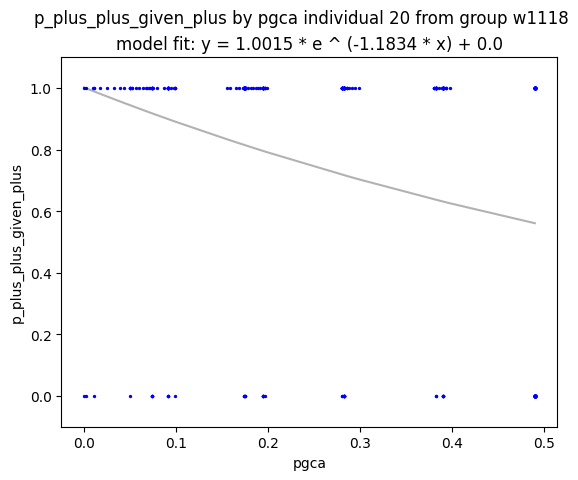 p_plus_plus_given_plus by pgca individual 20 from group w1118
model fit: y = 1.0015 * e ^ (-1.1834 * x) + 0.0
p_plus_plus_given_plus
1.0
0.8
0.6
0.4
0.2
0.0
0.0 0.1 0.2 0.3 0.4 0.5
pgca